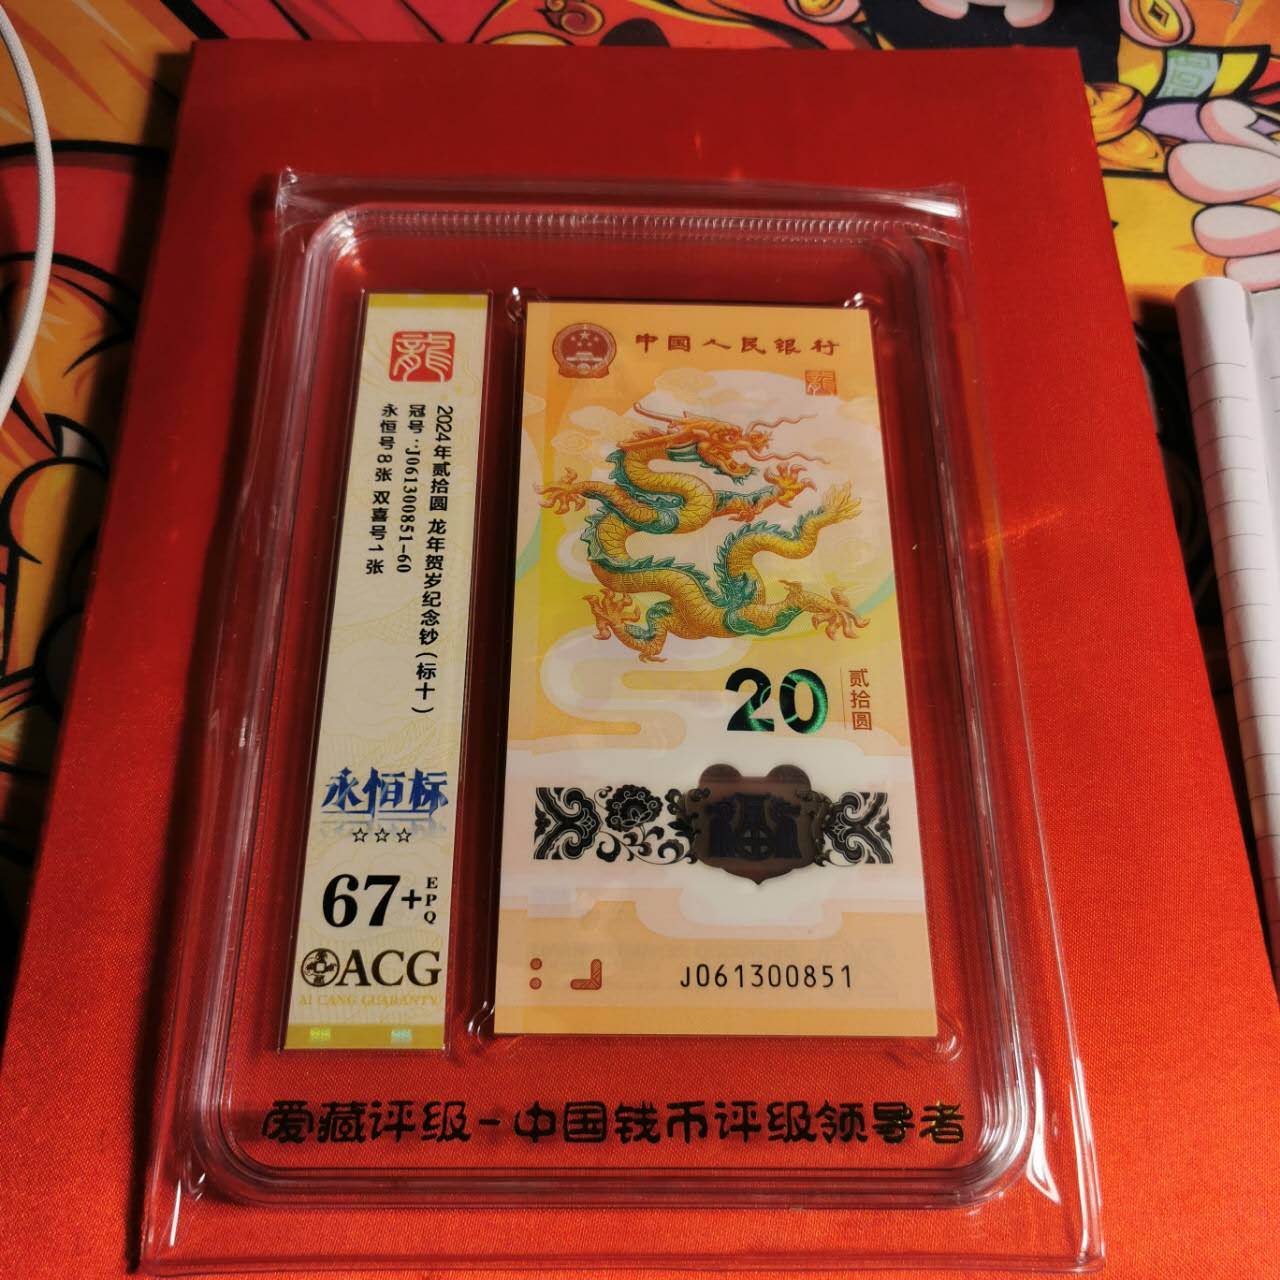 龍
2024年贰拾圆 龙年贺岁纪念钞(标十)
冠号:J061300851-60
永恒号8张 双喜号1张
永恒标
☆☆☆
67+EPQ
ACG
AI CANG GUARANTY
中国人民银行
龍
20
贰拾圆
J061300851
爱藏评级-中国钱币评级领导者